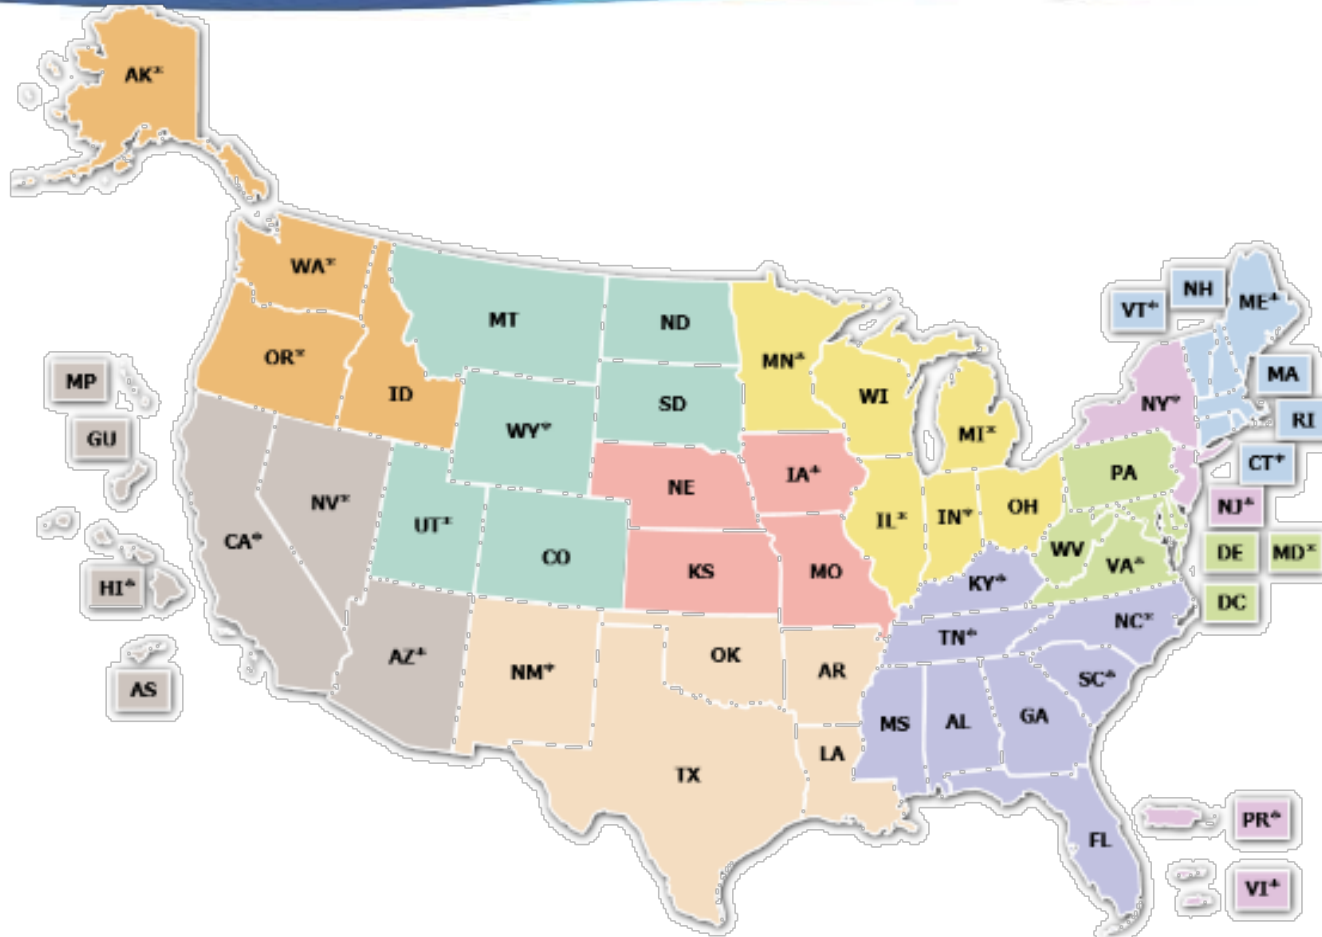 AK*
WA*
OR*
ID
MT
ND
MN*
WI
MI*
VT*
NH
ME*
MA
RI
CT*
NY*
PA
NJ*
DE
MD*
DC
MP
GU
HI*
AS
CA*
NV*
UT*
WY*
SD
NE
IA*
IL*
IN*
OH
WV
VA*
CO
KS
MO
KY*
NC*
TN*
AZ*
NM*
OK
AR
SC*
MS
AL
GA
TX
LA
FL
PR*
VI*